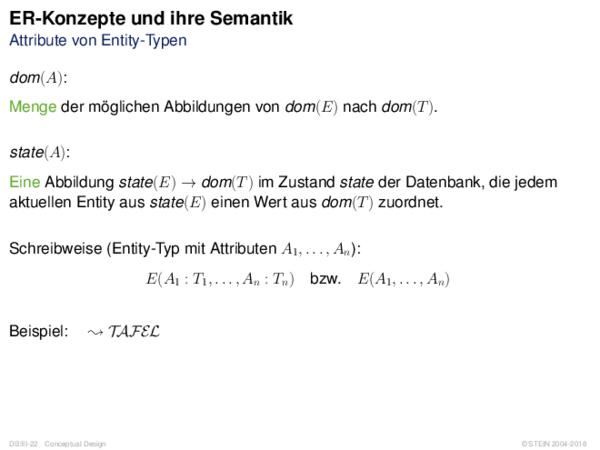 ER-Konzepte und ihre Semantik
Attribute von Entity-Typen
dom(A):
Menge der möglichen Abbildungen von dom(E) nach dom(T).
state(A):
Eine Abbildung state(E) → dom(T) im Zustand state der Datenbank, die jedem
aktuellen Entity aus state(E) einen Wert aus dom(T) zuordnet.
Schreibweise (Entity-Typ mit Attributen A₁, . . . , Aₙ):
E(A₁ : T₁, . . . , Aₙ : Tₙ) bzw. E(A₁, . . . , Aₙ)
Beispiel: ⇝ TAFEL
DB:III-22 Conceptual Design © STEIN 2004-2018